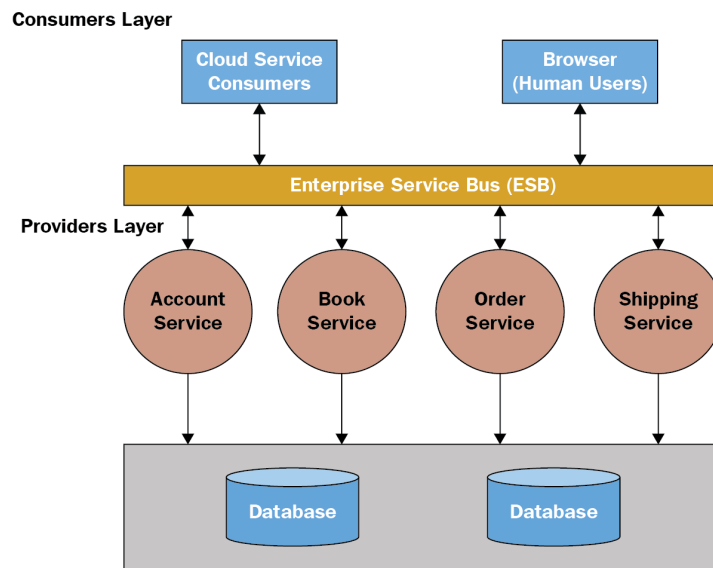 Consumers Layer
Cloud Service
Consumers
Browser
(Human Users)
Enterprise Service Bus (ESB)
Providers Layer
Account
Service
Book
Service
Order
Service
Shipping
Service
Database
Database